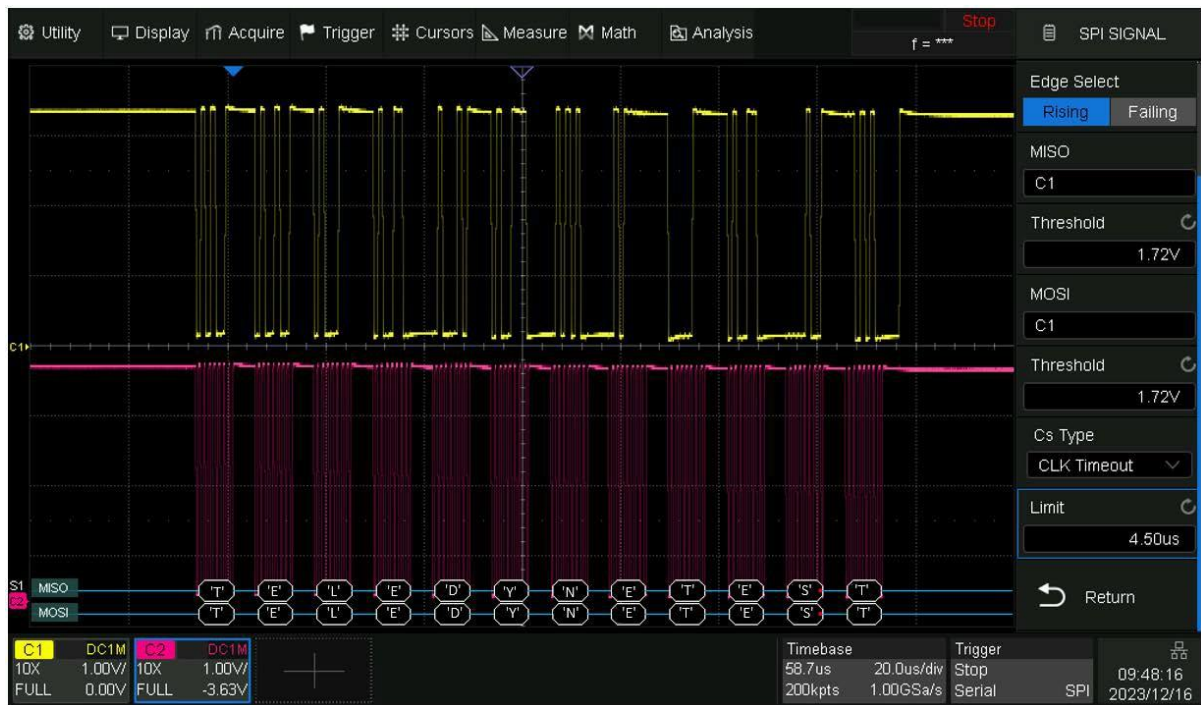 Utility Display Acquire Trigger Cursors Measure Math Analysis
Stop
f = ***
SPI SIGNAL
Edge Select
Rising Failing
MISO
C1
Threshold
1.72V
MOSI
C1
Threshold
1.72V
Cs Type
CLK Timeout
Limit
4.50us
Return
C1
S1 MISO 'T' 'E' 'L' 'E' 'D' 'Y' 'N' 'E' 'T' 'E' 'S' 'T'
C2
MOSI 'T' 'E' 'L' 'E' 'D' 'Y' 'N' 'E' 'T' 'E' 'S' 'T'
C1 DC1M C2 DC1M
10X 1.00V/ 10X 1.00V/
FULL 0.00V FULL -3.63V
Timebase Trigger
58.7us 20.0us/div Stop
200kpts 1.00GSa/s Serial SPI
09:48:16
2023/12/16